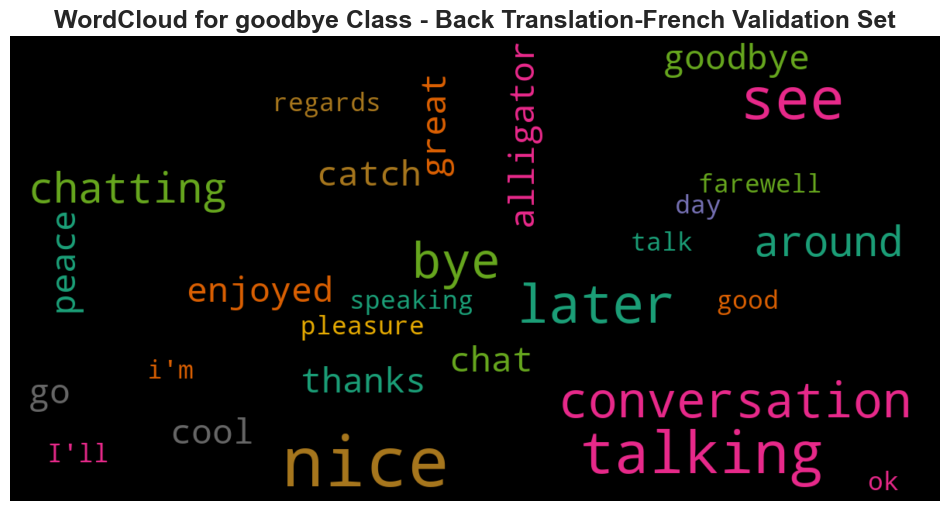 WordCloud for goodbye Class - Back Translation-French Validation Set
goodbye
see
regards
great
alligator
catch
chatting
farewell
day
peace
talk
around
bye
enjoyed
speaking
later
good
pleasure
chat
i'm
thanks
go
conversation
cool
talking
I'll
nice
ok